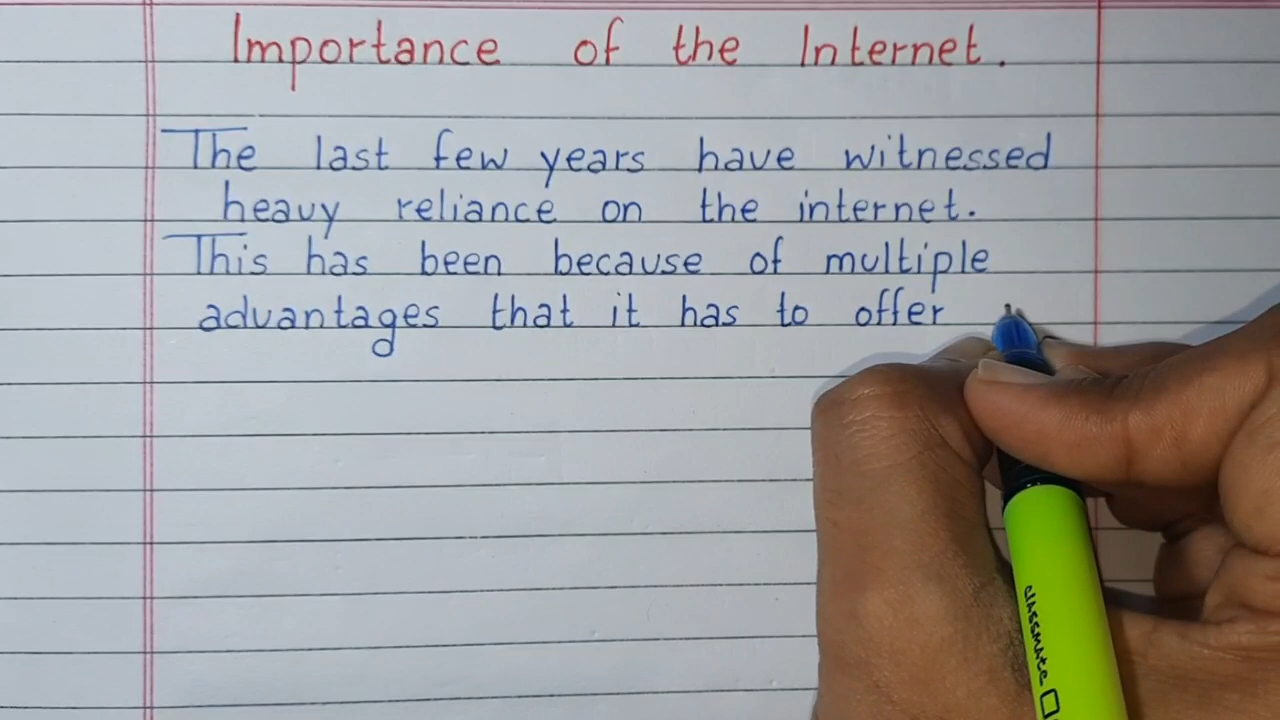 Importance of the Internet.
The last few years have witnessed
heavy reliance on the internet.
This has been because of multiple
advantages that it has to offer
classmate